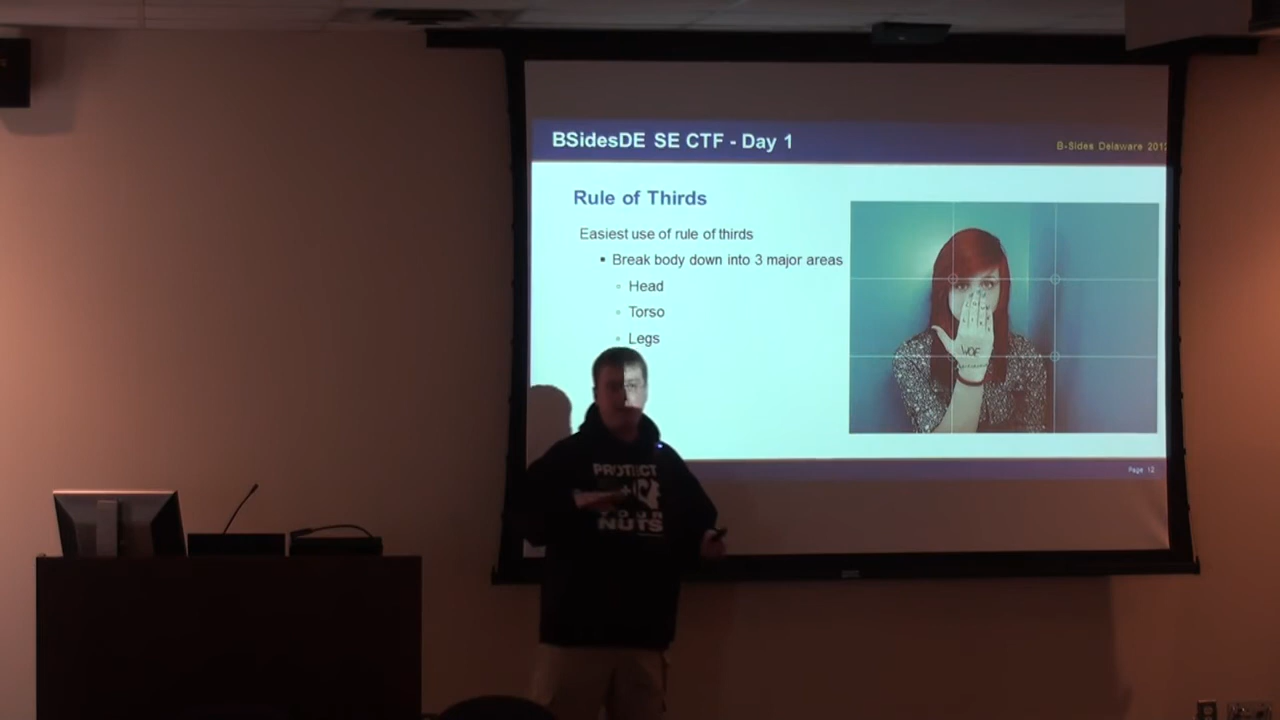 BSidesDE SE CTF - Day 1
B-Sides Delaware 2012
Rule of Thirds
Easiest use of rule of thirds
▪ Break body down into 3 major areas
◦ Head
◦ Torso
◦ Legs
Page 12
PROTECT
YOUR
NUTS